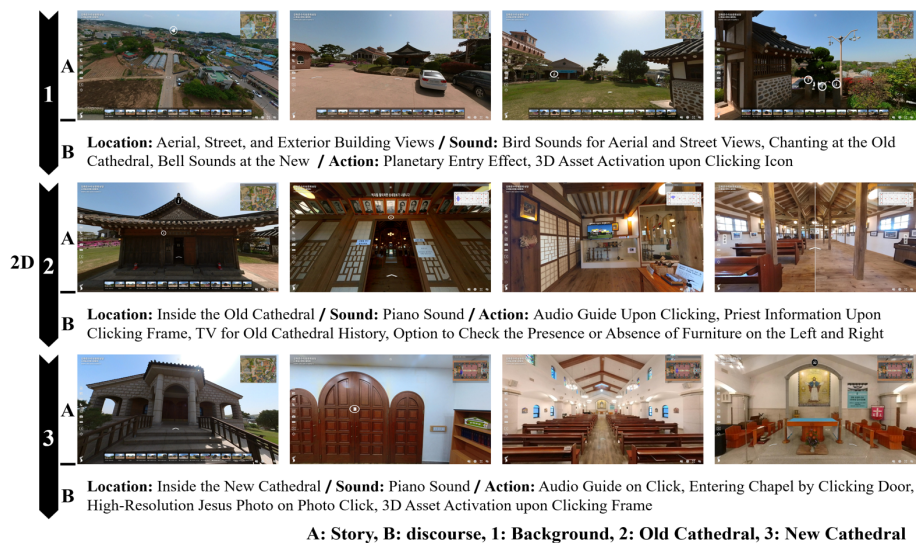 A
1
B
Location: Aerial, Street, and Exterior Building Views / Sound: Bird Sounds for Aerial and Street Views, Chanting at the Old
Cathedral, Bell Sounds at the New / Action: Planetary Entry Effect, 3D Asset Activation upon Clicking Icon
2D
A
2
B
Location: Inside the Old Cathedral / Sound: Piano Sound / Action: Audio Guide Upon Clicking, Priest Information Upon
Clicking Frame, TV for Old Cathedral History, Option to Check the Presence or Absence of Furniture on the Left and Right
A
3
B
Location: Inside the New Cathedral / Sound: Piano Sound / Action: Audio Guide on Click, Entering Chapel by Clicking Door,
High-Resolution Jesus Photo on Photo Click, 3D Asset Activation upon Clicking Frame
A: Story, B: discourse, 1: Background, 2: Old Cathedral, 3: New Cathedral